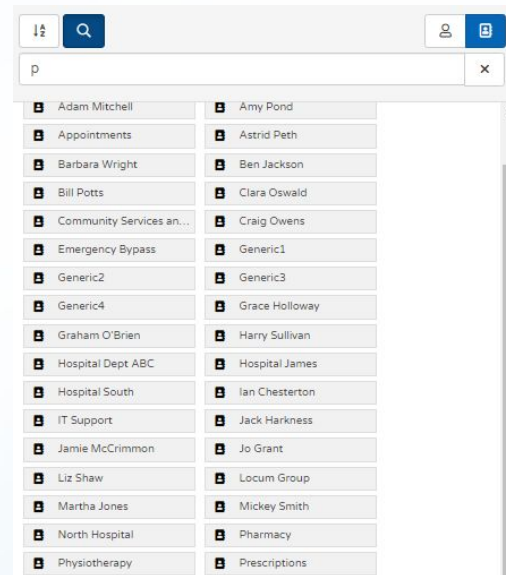 p
Adam Mitchell
Amy Pond
Appointments
Astrid Peth
Barbara Wright
Ben Jackson
Bill Potts
Clara Oswald
Community Services an...
Craig Owens
Emergency Bypass
Generic1
Generic2
Generic3
Generic4
Grace Holloway
Graham O'Brien
Harry Sullivan
Hospital Dept ABC
Hospital James
Hospital South
Ian Chesterton
IT Support
Jack Harkness
Jamie McCrimmon
Jo Grant
Liz Shaw
Locum Group
Martha Jones
Mickey Smith
North Hospital
Pharmacy
Physiotherapy
Prescriptions